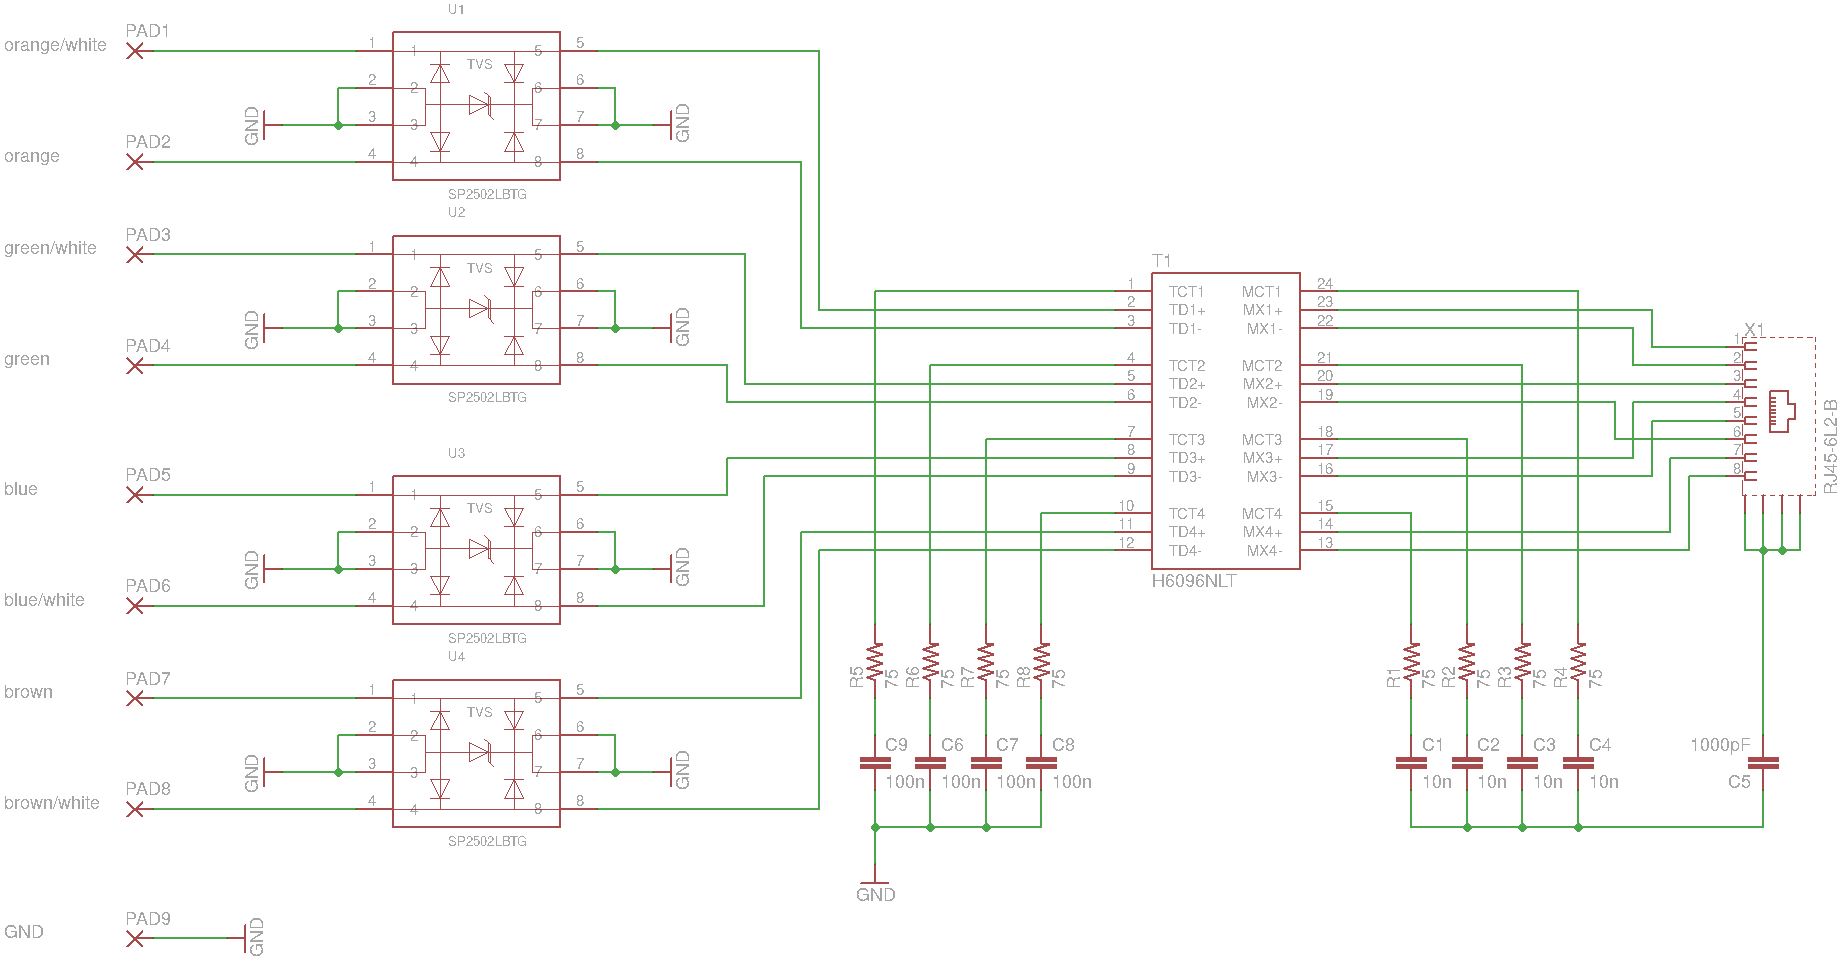 orange/white
PAD1
orange
PAD2
green/white
PAD3
green
PAD4
blue
PAD5
blue/white
PAD6
brown
PAD7
brown/white
PAD8
GND
PAD9
GND
U1
1 1 TVS 5 5
2 2 6 6
GND 3 3 7 7 GND
4 4 8 8
SP2502LBTG
U2
1 1 TVS 5 5
2 2 6 6
GND 3 3 7 7 GND
4 4 8 8
SP2502LBTG
U3
1 1 TVS 5 5
2 2 6 6
GND 3 3 7 7 GND
4 4 8 8
SP2502LBTG
U4
1 1 TVS 5 5
2 2 6 6
GND 3 3 7 7 GND
4 4 8 8
SP2502LBTG
T1
1 TCT1 MCT1 24
2 TD1+ MX1+ 23
3 TD1- MX1- 22
4 TCT2 MCT2 21
5 TD2+ MX2+ 20
6 TD2- MX2- 19
7 TCT3 MCT3 18
8 TD3+ MX3+ 17
9 TD3- MX3- 16
10 TCT4 MCT4 15
11 TD4+ MX4+ 14
12 TD4- MX4- 13
H6096NLT
X1
1
2
3
4
5
6
7
8
RJ45-6L2-B
R5 75 R6 75 R7 75 R8 75
C9 C6 C7 C8
100n 100n 100n 100n
GND
R1 75 R2 75 R3 75 R4 75
C1 C2 C3 C4
10n 10n 10n 10n
1000pF
C5